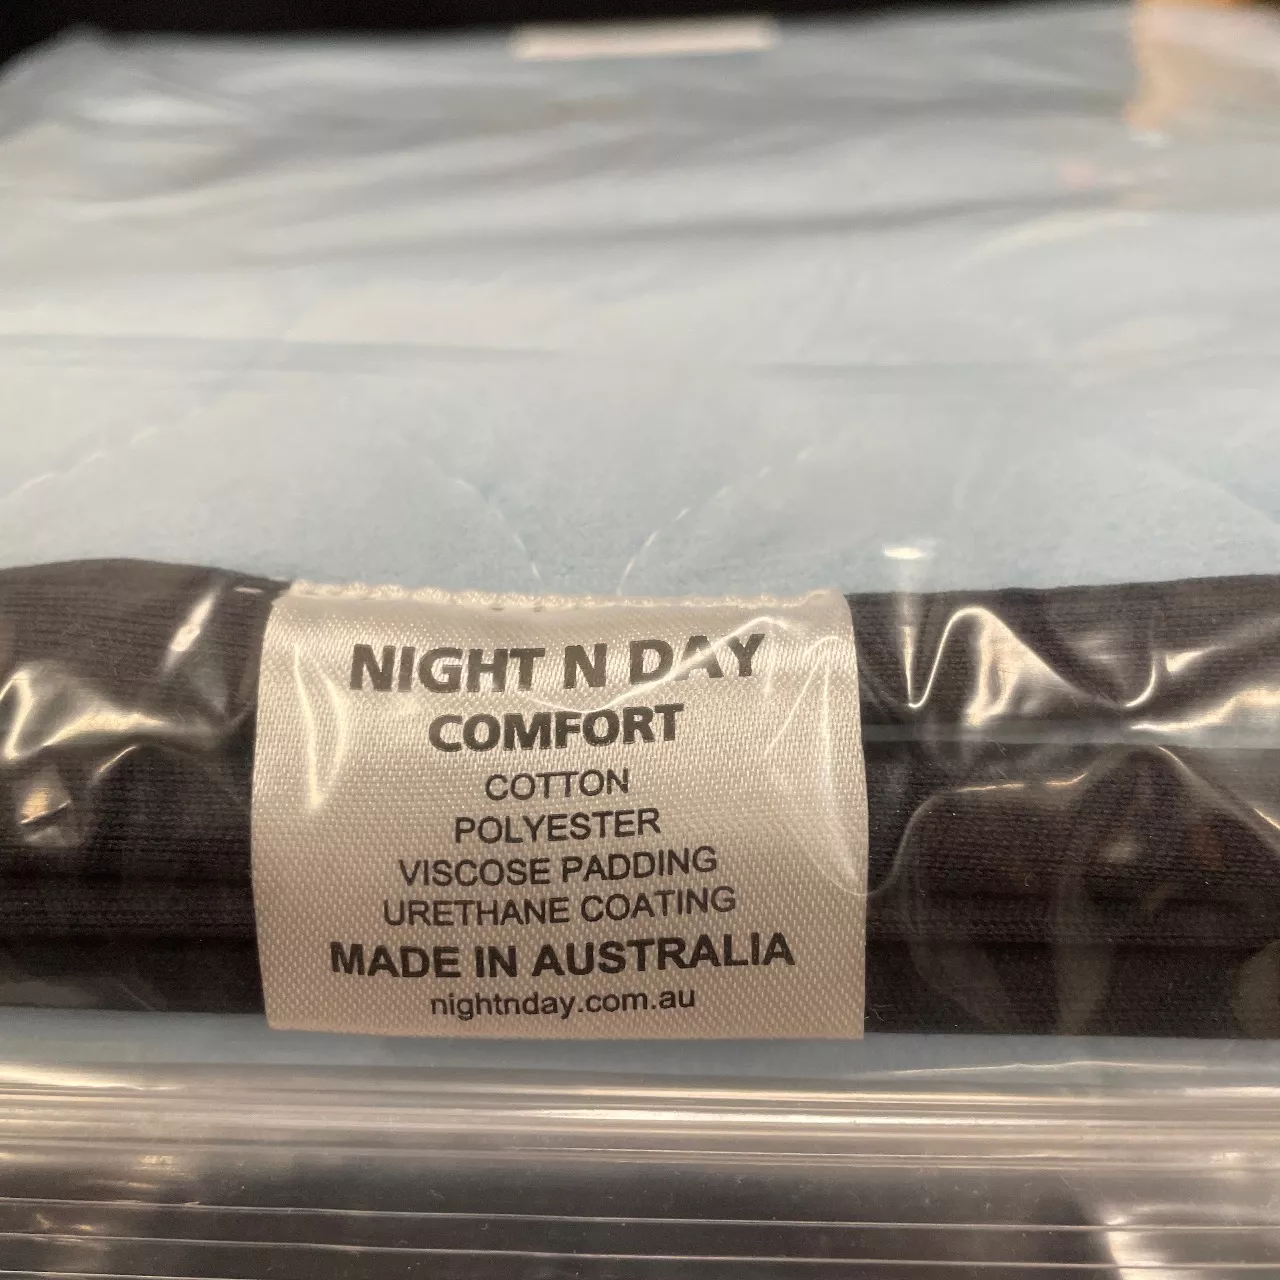 NIGHT N DAY
COMFORT
COTTON
POLYESTER
VISCOSE PADDING
URETHANE COATING
MADE IN AUSTRALIA
nightnday.com.au